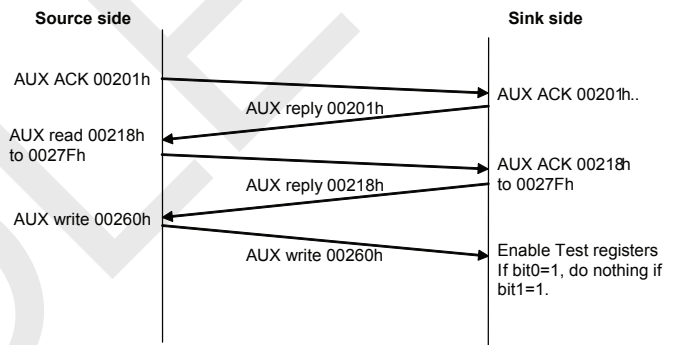 Source side
Sink side
AUX ACK 00201h
AUX ACK 00201h..
AUX reply 00201h
AUX read 00218h
to 0027Fh
AUX ACK 00218h
to 0027Fh
AUX reply 00218h
AUX write 00260h
AUX write 00260h
Enable Test registers
If bit0=1, do nothing if
bit1=1.